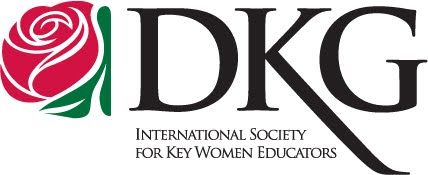 DKG
International Society
for Key Women Educators